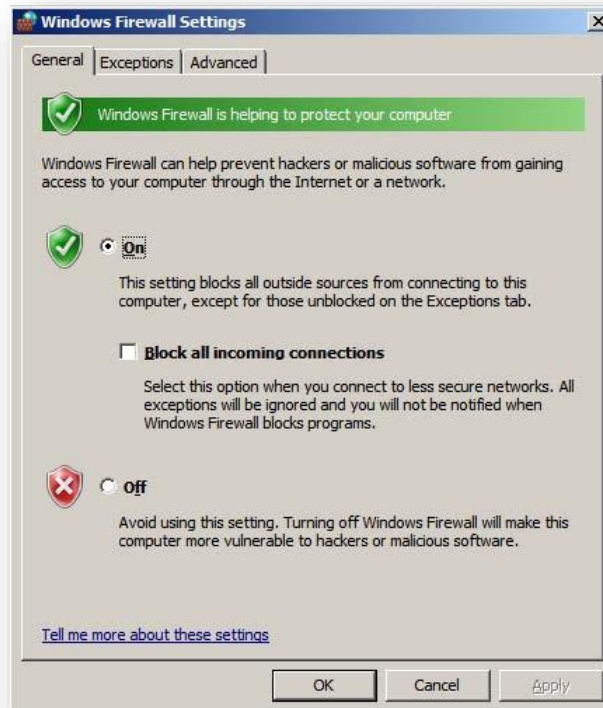 Windows Firewall Settings
General
Exceptions
Advanced
Windows Firewall is helping to protect your computer
Windows Firewall can help prevent hackers or malicious software from gaining
access to your computer through the Internet or a network.
On
This setting blocks all outside sources from connecting to this
computer, except for those unblocked on the Exceptions tab.
Block all incoming connections
Select this option when you connect to less secure networks. All
exceptions will be ignored and you will not be notified when
Windows Firewall blocks programs.
Off
Avoid using this setting. Turning off Windows Firewall will make this
computer more vulnerable to hackers or malicious software.
Tell me more about these settings
OK
Cancel
Apply